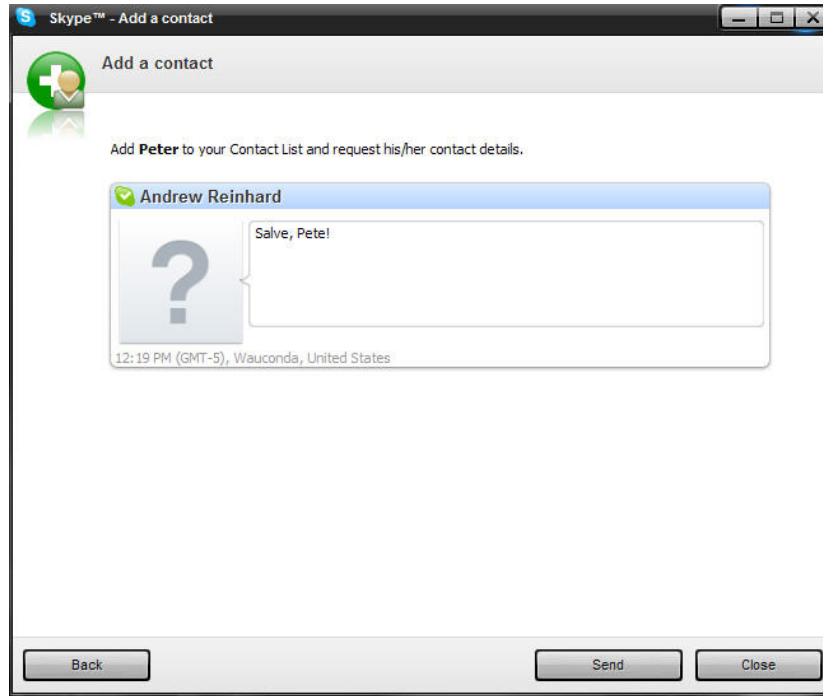 Skype™ - Add a contact
Add a contact
Add Peter to your Contact List and request his/her contact details.
Andrew Reinhard
Salve, Pete!
12:19 PM (GMT-5), Wauconda, United States
Back
Send
Close